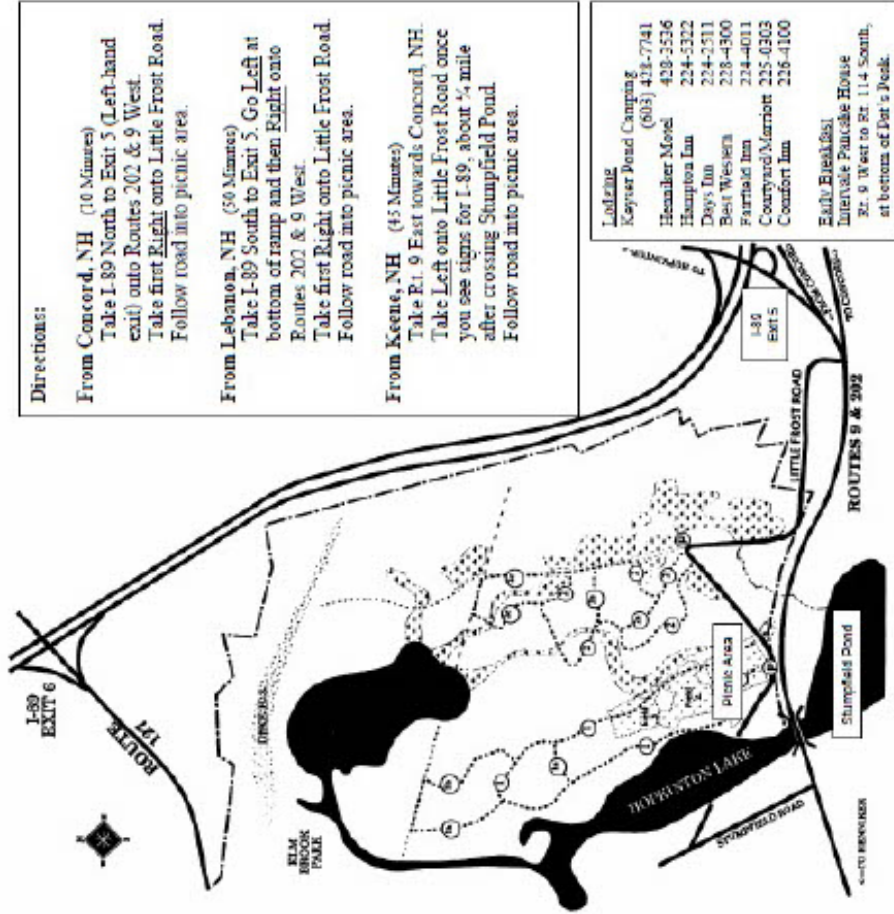 Directions:
From Concord, NH (10 Minutes)
Take I-89 North to Exit 5 (Left-hand
exit) onto Routes 202 & 9 West.
Take first Right onto Little Frost Road.
Follow road into picnic area.
From Lebanon, NH (50 Minutes)
Take I-89 South to Exit 5. Go Left at
bottom of ramp and then Right onto
Routes 202 & 9 West.
Take first Right onto Little Frost Road.
Follow road into picnic area.
From Keene, NH (45 Minutes)
Take Rt. 9 East towards Concord, NH.
Take Left onto Little Frost Road once
you see signs for I-89, about ¼ mile
after crossing Stumpfield Pond.
Follow road into picnic area.
Lodging
Keyser Pond Camping
(603) 428-7741
Henniker Motel 428-3536
Hampton Inn 224-5322
Days Inn 224-2511
Best Western 228-4300
Fairfield Inn 224-4011
Courtyard/Marriott 225-0303
Comfort Inn 226-4100
Early Breakfast
Intervale Pancake House
Rt. 9 West to Rt. 114 South,
at bottom of Pat's Peak.
I-89
EXIT 6
ROUTE
127
ELM
BROOK
PARK
HOPKINTON LAKE
STUMPFIELD ROAD
Picnic Area
Stumpfield Pond
LITTLE FROST ROAD
ROUTES 9 & 202
I-89
Exit 5
TO HENNIKER